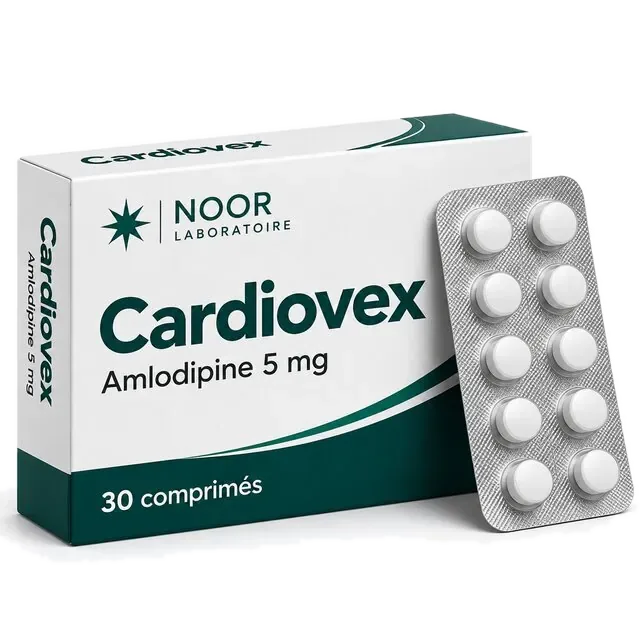 Cardiovex
NOOR
LABORATOIRE
Cardiovex
Amlodipine 5 mg
30 comprimés
Cardiovex
Amlodipine 5 mg